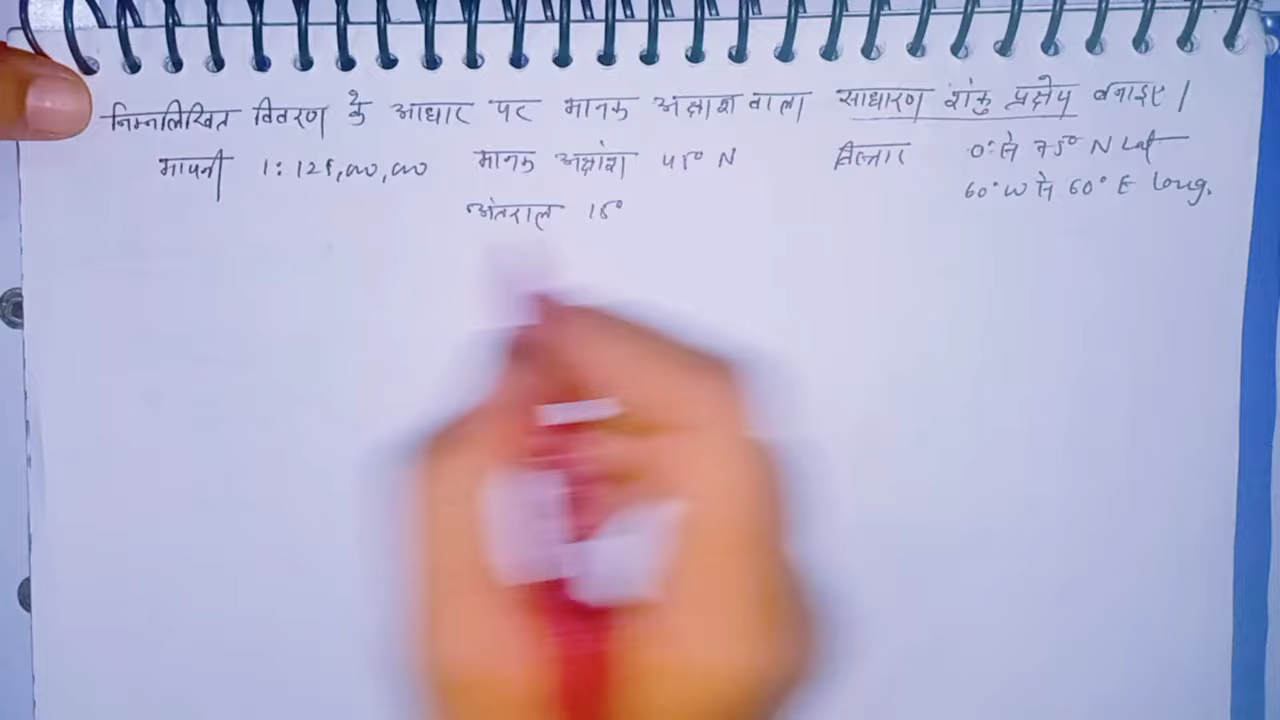 निम्नलिखित विवरण के आधार पर मानक अक्षांश वाला साधारण शंकु प्रक्षेप बनाइए।
मापनी 1:125,00,000 मानक अक्षांश 45° N विस्तार 0° से 75° N Lat
60° W से 60° E Long.
अंतराल 15°